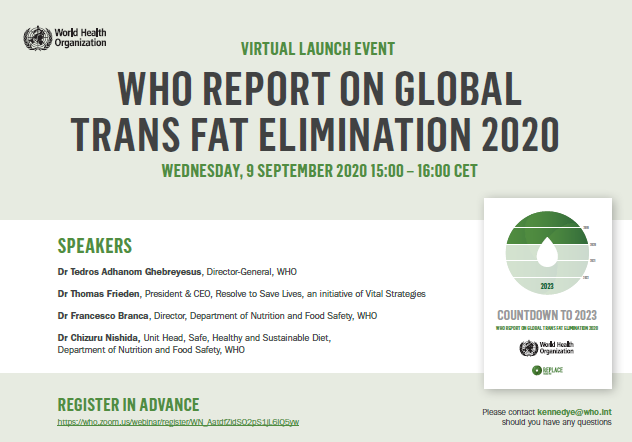 World Health
Organization
VIRTUAL LAUNCH EVENT
WHO REPORT ON GLOBAL
TRANS FAT ELIMINATION 2020
WEDNESDAY, 9 SEPTEMBER 2020 15:00 – 16:00 CET
SPEAKERS
Dr Tedros Adhanom Ghebreyesus, Director-General, WHO
Dr Thomas Frieden, President & CEO, Resolve to Save Lives, an initiative of Vital Strategies
Dr Francesco Branca, Director, Department of Nutrition and Food Safety, WHO
Dr Chizuru Nishida, Unit Head, Safe, Healthy and Sustainable Diet,
Department of Nutrition and Food Safety, WHO
2023
COUNTDOWN TO 2023
WHO REPORT ON GLOBAL TRANS FAT ELIMINATION 2020
World Health
Organization
REPLACE
REGISTER IN ADVANCE
Please contact kennedye@who.int
should you have any questions